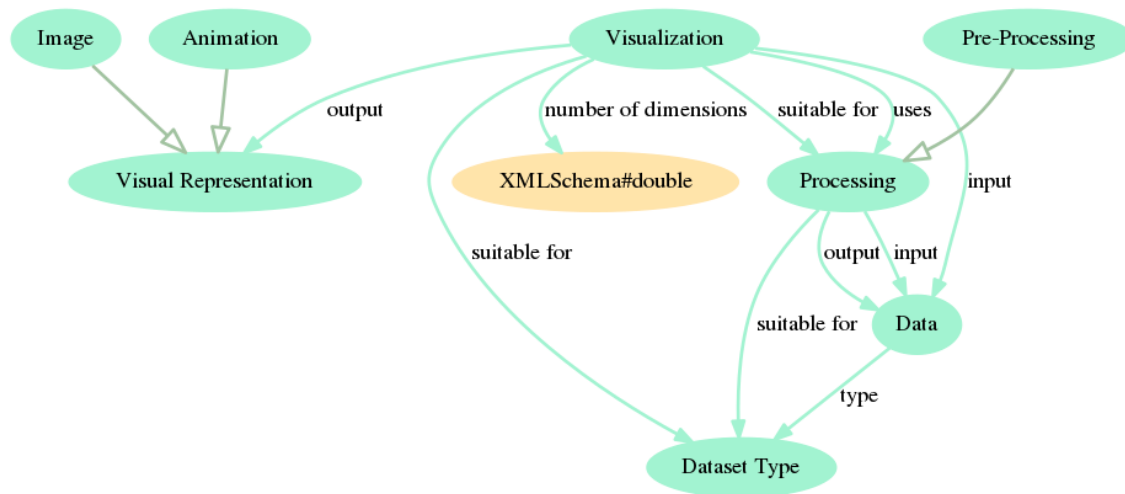 Image
Animation
Visualization
Pre-Processing
output
number of dimensions
suitable for
uses
Visual Representation
XMLSchema#double
Processing
input
suitable for
output
input
Data
suitable for
type
Dataset Type